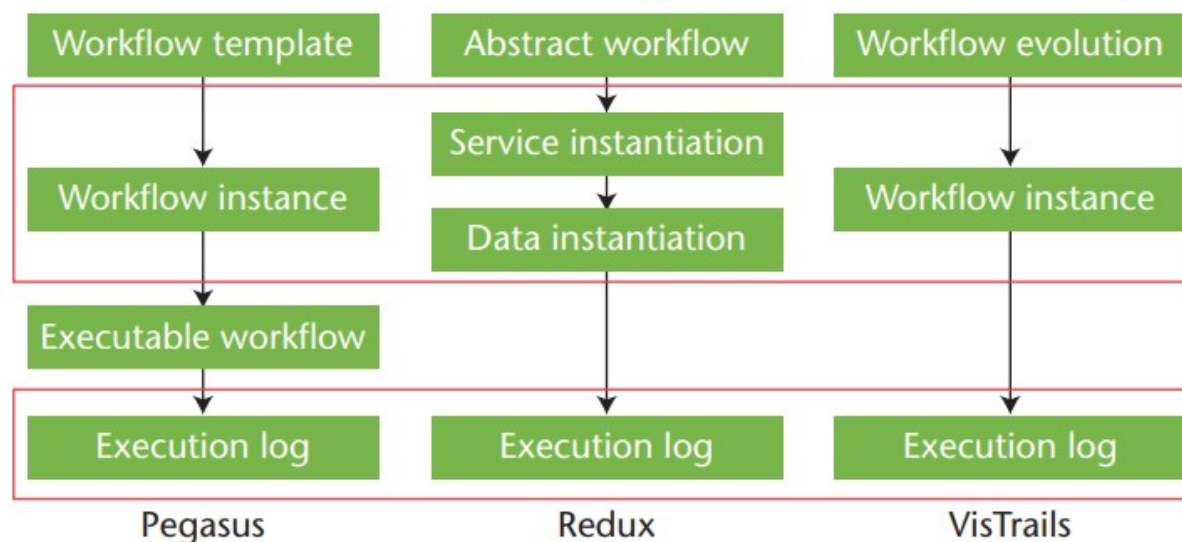 Workflow template
Abstract workflow
Workflow evolution
Service instantiation
Workflow instance
Data instantiation
Workflow instance
Executable workflow
Execution log
Execution log
Execution log
Pegasus
Redux
VisTrails